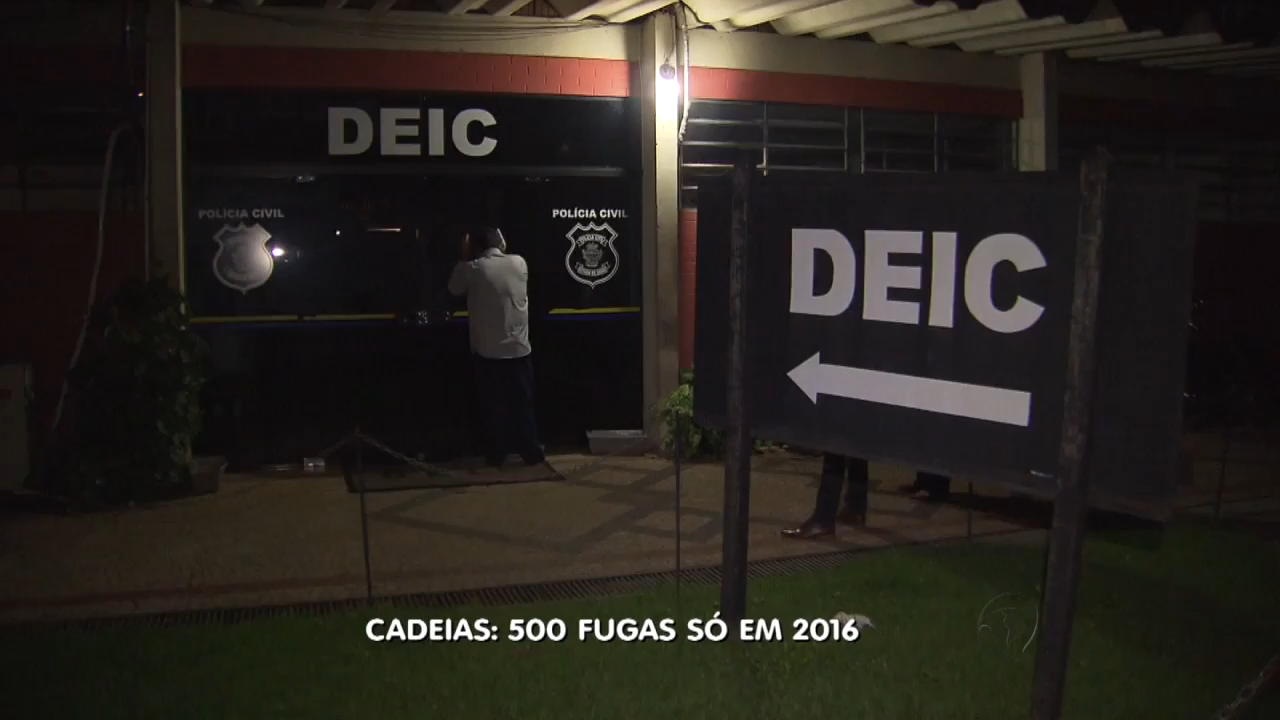 DEIC
POLÍCIA CIVIL
POLÍCIA CIVIL
DEIC
CADEIAS: 500 FUGAS SÓ EM 2016